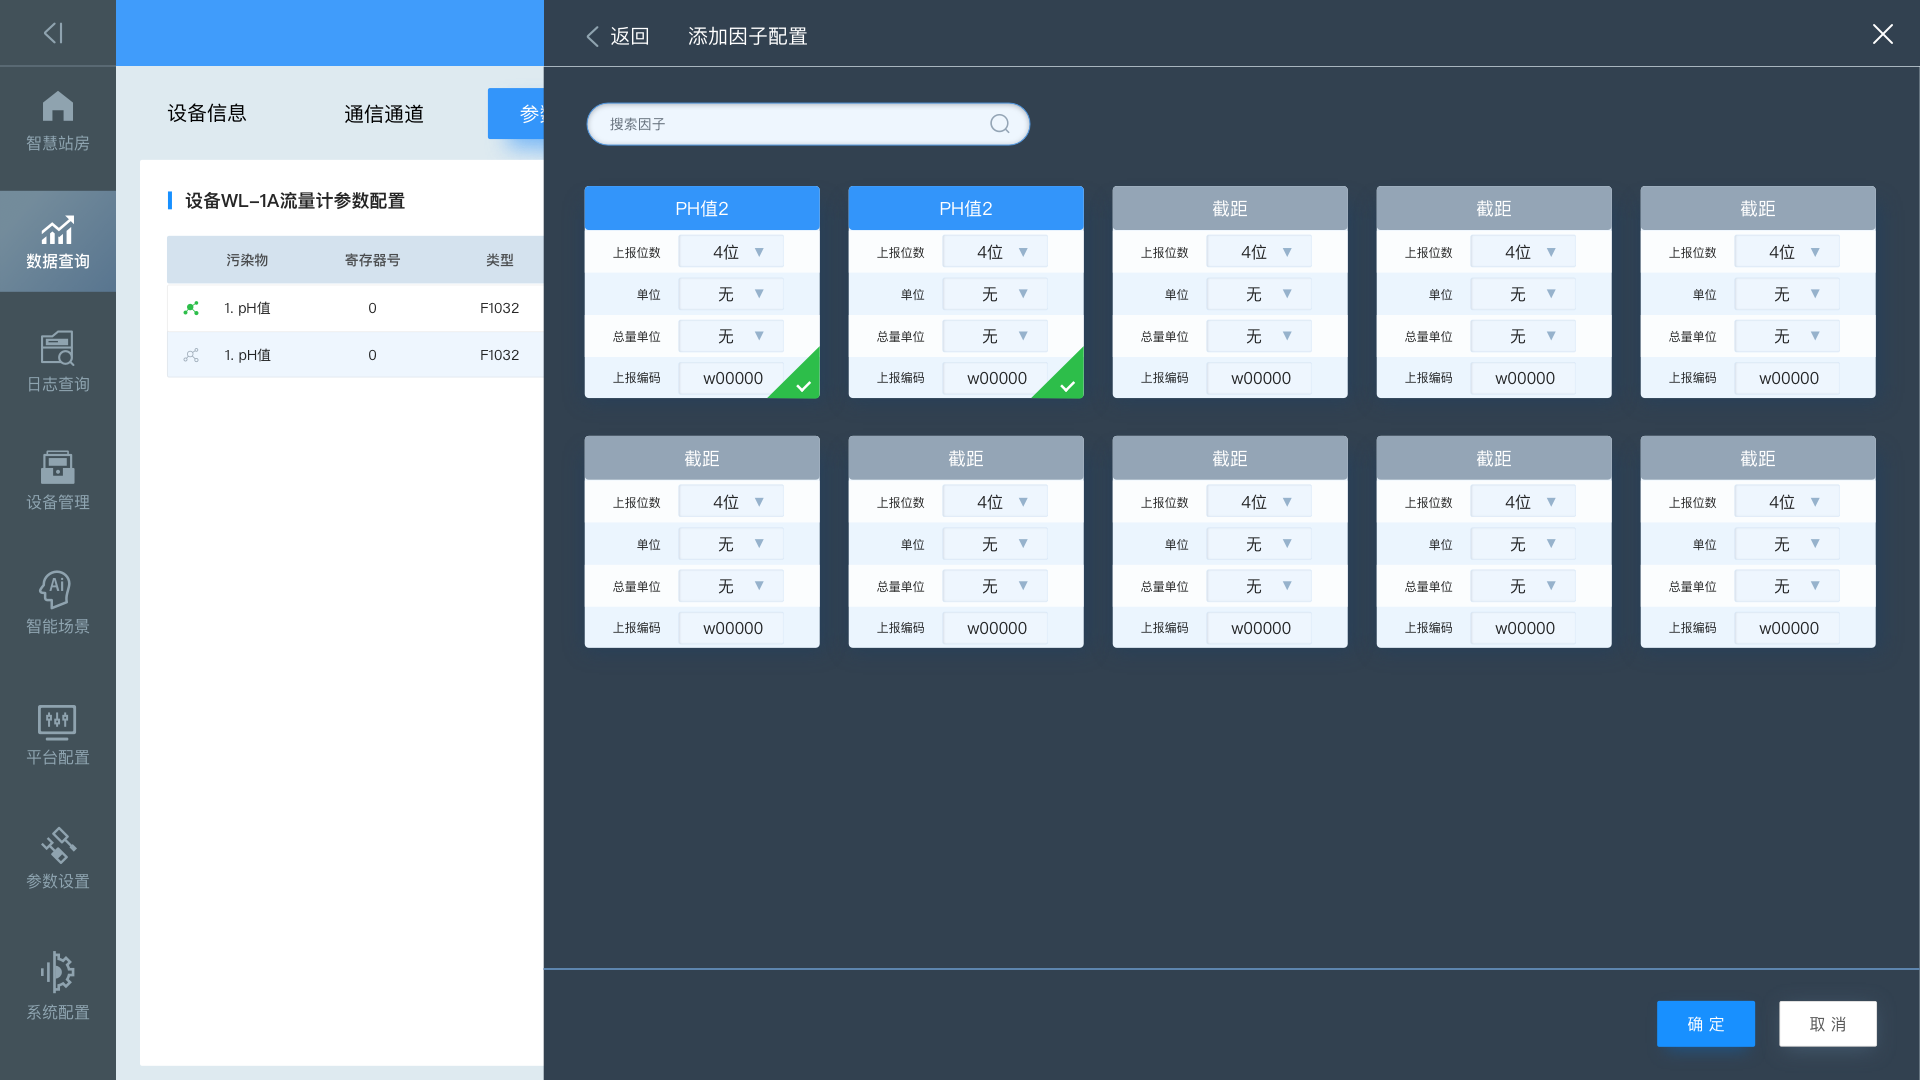 返回 添加因子配置
智慧站房
数据查询
日志查询
设备管理
Ai
智能场景
平台配置
参数设置
系统配置
设备信息 通信通道
设备WL-1A流量计参数配置
污染物 寄存器号 类型
1. pH值 0 F1032
1. pH值 0 F1032
搜索因子
PH值2 PH值2 截距 截距 截距
上报位数 4位 上报位数 4位 上报位数 4位 上报位数 4位 上报位数 4位
单位 无 单位 无 单位 无 单位 无 单位 无
总量单位 无 总量单位 无 总量单位 无 总量单位 无 总量单位 无
上报编码 w00000 上报编码 w00000 上报编码 w00000 上报编码 w00000 上报编码 w00000
截距 截距 截距 截距 截距
上报位数 4位 上报位数 4位 上报位数 4位 上报位数 4位 上报位数 4位
单位 无 单位 无 单位 无 单位 无 单位 无
总量单位 无 总量单位 无 总量单位 无 总量单位 无 总量单位 无
上报编码 w00000 上报编码 w00000 上报编码 w00000 上报编码 w00000 上报编码 w00000
确定 取消